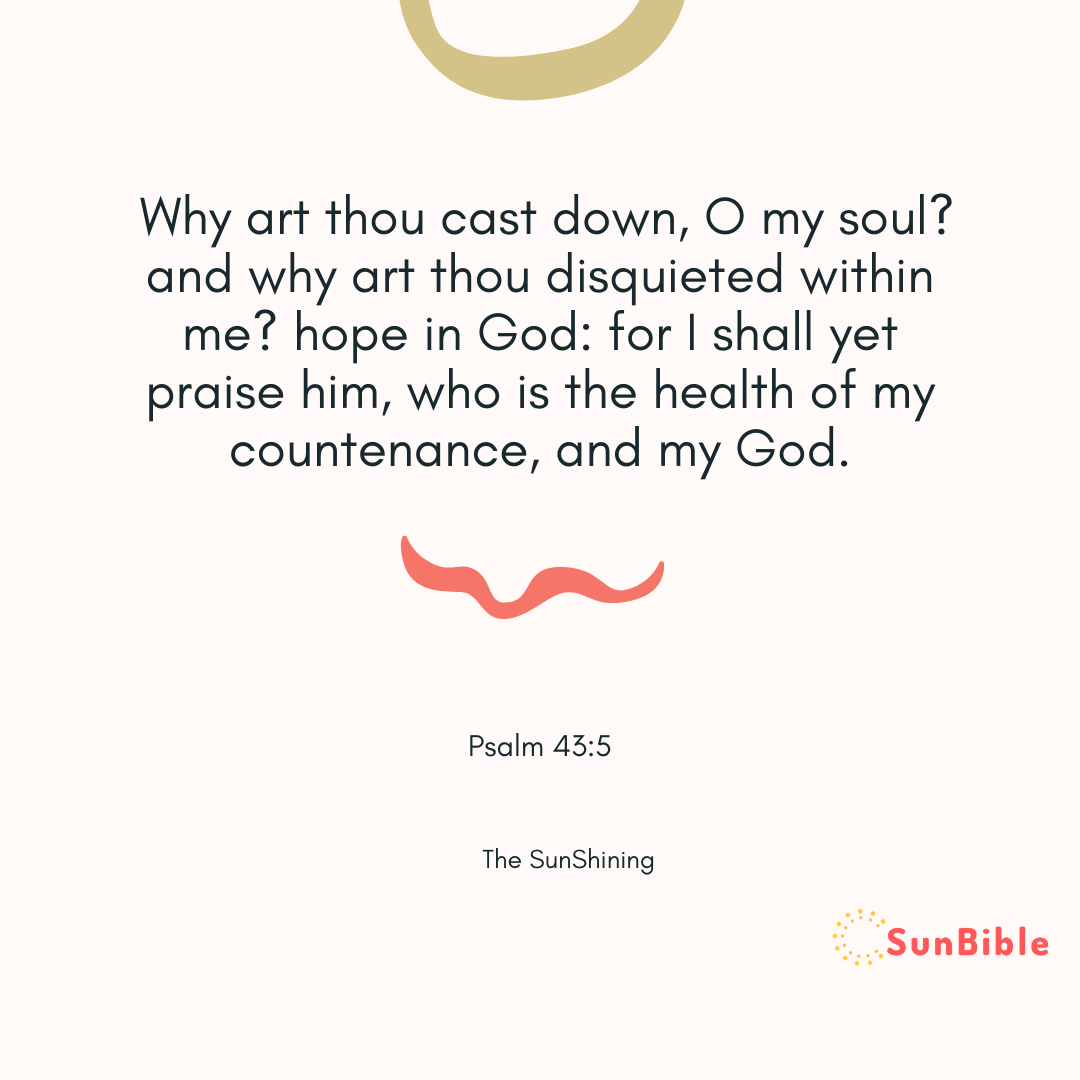 Why art thou cast down, O my soul?
and why art thou disquieted within
me? hope in God: for I shall yet
praise him, who is the health of my
countenance, and my God.
Psalm 43:5
The SunShining
SunBible